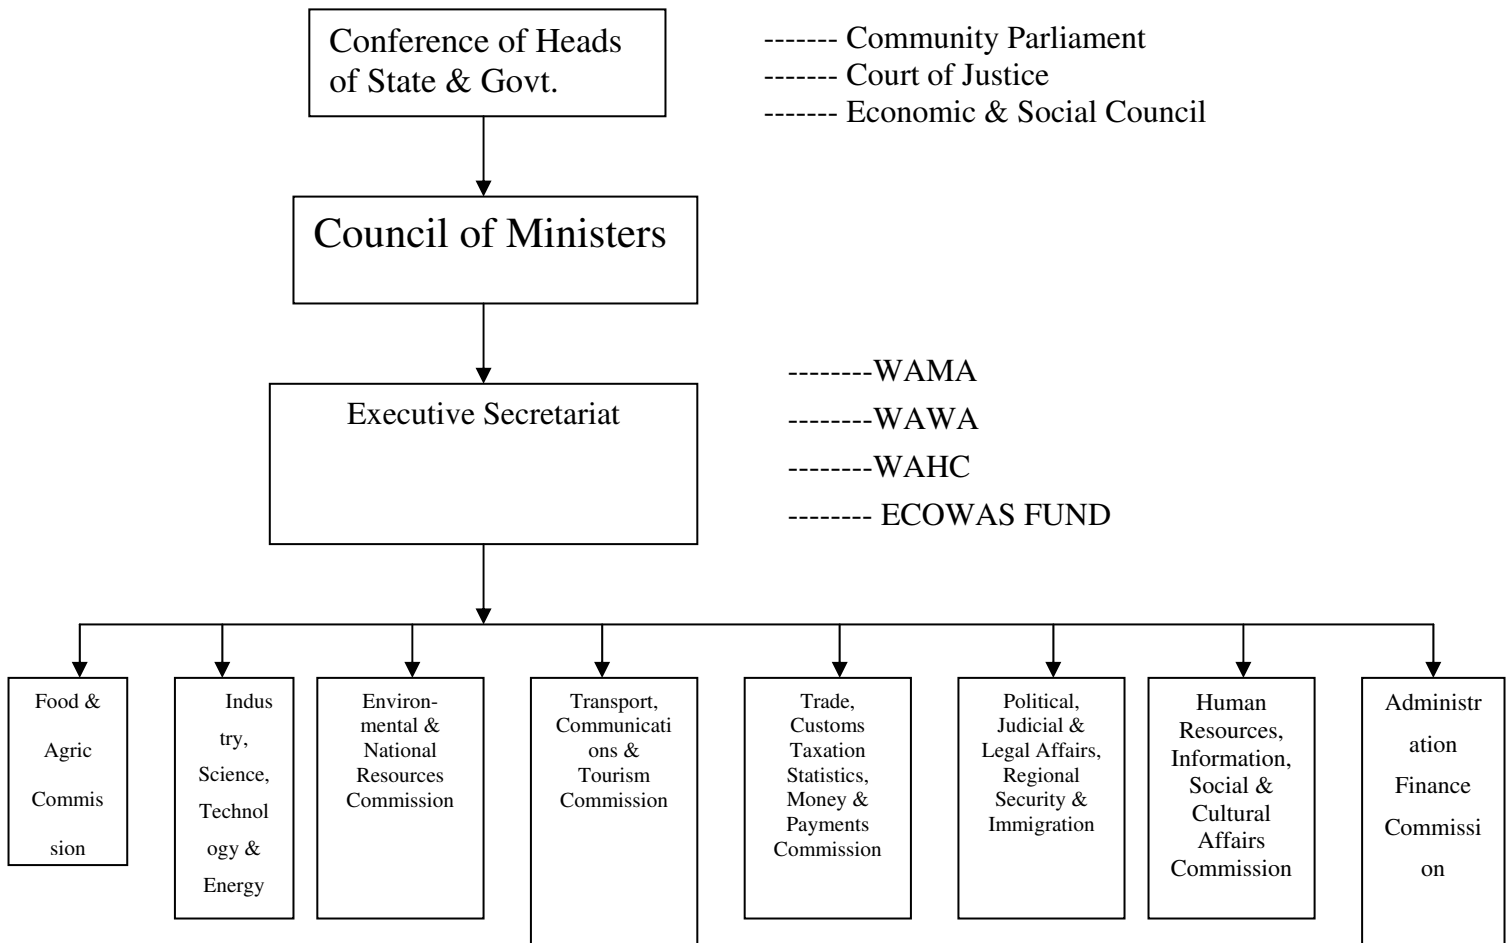 Conference of Heads
of State & Govt.
------- Community Parliament
------- Court of Justice
------- Economic & Social Council
Council of Ministers
Executive Secretariat
--------WAMA
--------WAWA
--------WAHC
-------- ECOWAS FUND
Food &
Agric
Commis
sion
Indus
try,
Science,
Technol
ogy &
Energy
Environ-
mental &
National
Resources
Commission
Transport,
Communicati
ons &
Tourism
Commission
Trade,
Customs
Taxation
Statistics,
Money &
Payments
Commission
Political,
Judicial &
Legal Affairs,
Regional
Security &
Immigration
Human
Resources,
Information,
Social &
Cultural
Affairs
Commission
Administr
ation
Finance
Commissi
on